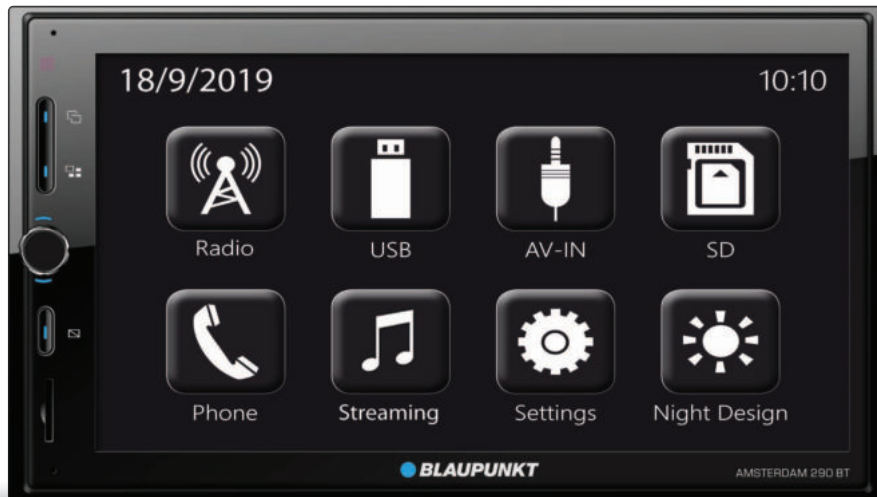 18/9/2019 10:10
Radio USB AV-IN SD
Phone Streaming Settings Night Design
BLAUPUNKT
AMSTERDAM 290 BT